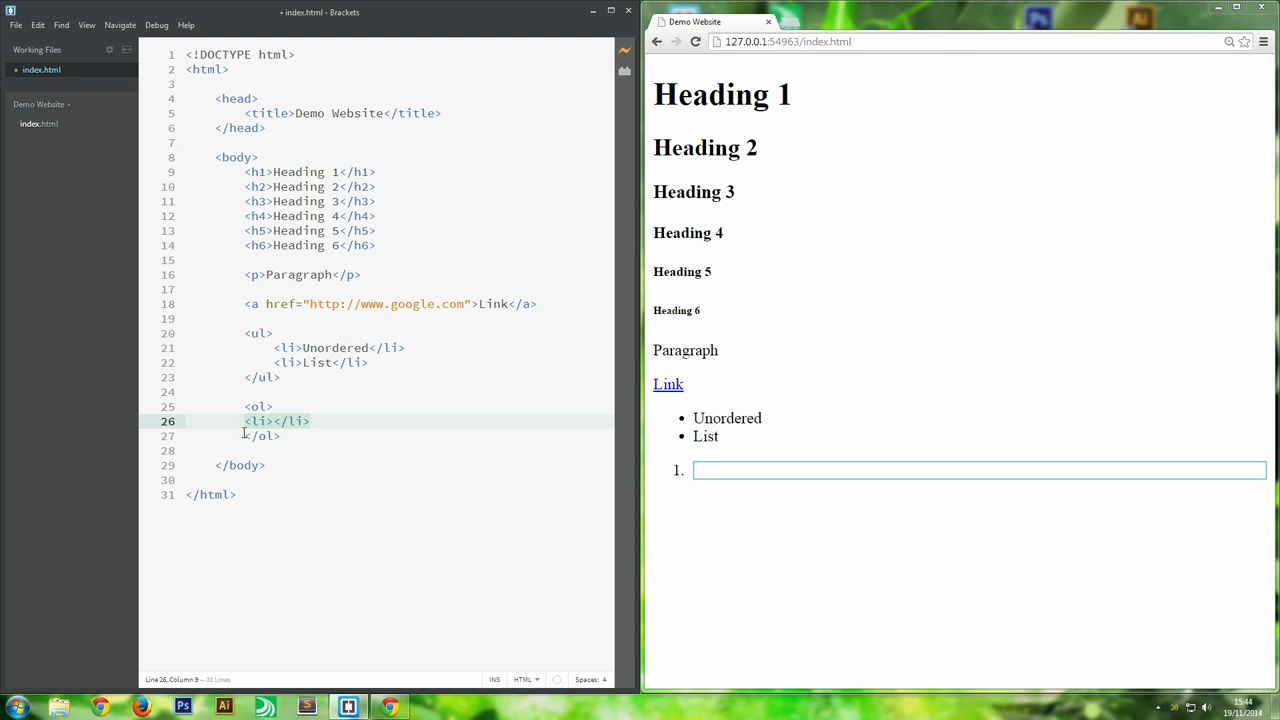 • index.html - Brackets
File Edit Find View Navigate Debug Help
Working Files
• index.html
Demo Website
index.html
1 <!DOCTYPE html>
2 <html>
3
4 <head>
5 <title>Demo Website</title>
6 </head>
7
8 <body>
9 <h1>Heading 1</h1>
10 <h2>Heading 2</h2>
11 <h3>Heading 3</h3>
12 <h4>Heading 4</h4>
13 <h5>Heading 5</h5>
14 <h6>Heading 6</h6>
15
16 <p>Paragraph</p>
17
18 <a href="http://www.google.com">Link</a>
19
20 <ul>
21 <li>Unordered</li>
22 <li>List</li>
23 </ul>
24
25 <ol>
26 <li></li>
27 </ol>
28
29 </body>
30
31 </html>
Line 26, Column 9 — 31 Lines
INS HTML Spaces: 4
Demo Website
127.0.0.1:54963/index.html
Heading 1
Heading 2
Heading 3
Heading 4
Heading 5
Heading 6
Paragraph
Link
• Unordered
• List
1.
Ps Ai
Ps Ai S
38
15:44
19/11/2014